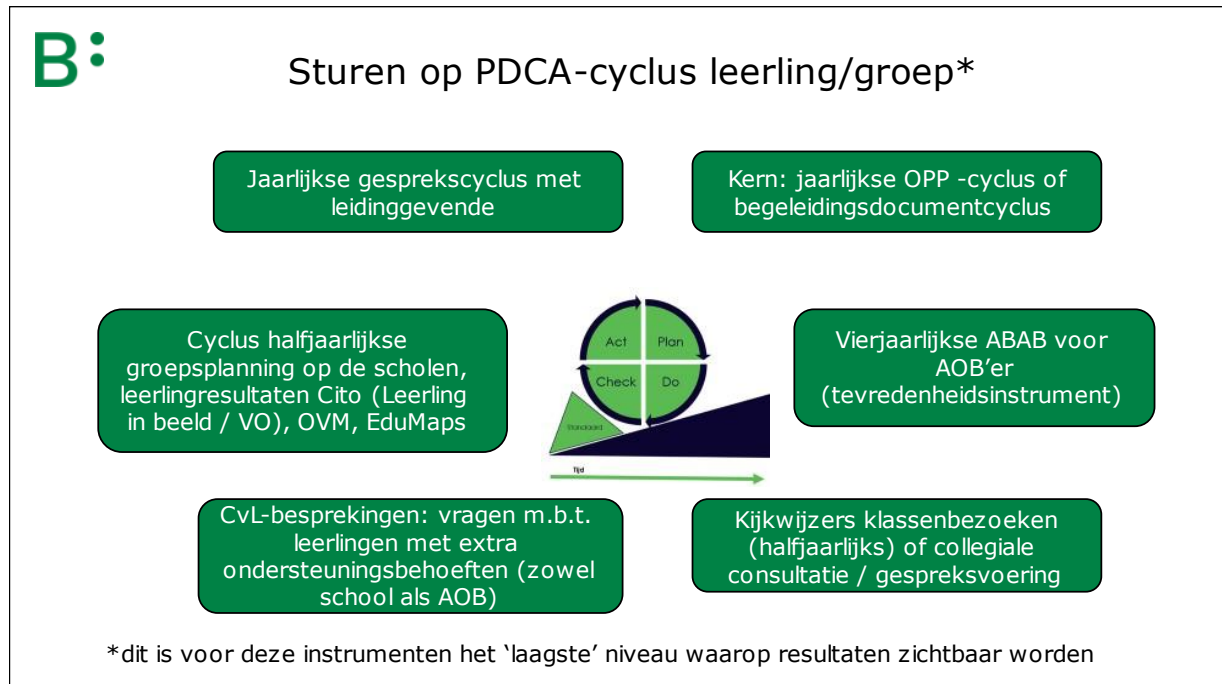 B:
Sturen op PDCA-cyclus leerling/groep*
Jaarlijkse gesprekscyclus met
leidinggevende
Kern: jaarlijkse OPP -cyclus of
begeleidingsdocumentcyclus
Cyclus halfjaarlijkse
groepsplanning op de scholen,
leerlingresultaten Cito (Leerling
in beeld / VO), OVM, EduMaps
Act
Plan
Check
Do
Standaard
Tijd
Vierjaarlijkse ABAB voor
AOB’er
(tevredenheidsinstrument)
CvL-besprekingen: vragen m.b.t.
leerlingen met extra
ondersteuningsbehoeften (zowel
school als AOB)
Kijkwijzers klassenbezoeken
(halfjaarlijks) of collegiale
consultatie / gespreksvoering
*dit is voor deze instrumenten het ‘laagste’ niveau waarop resultaten zichtbaar worden